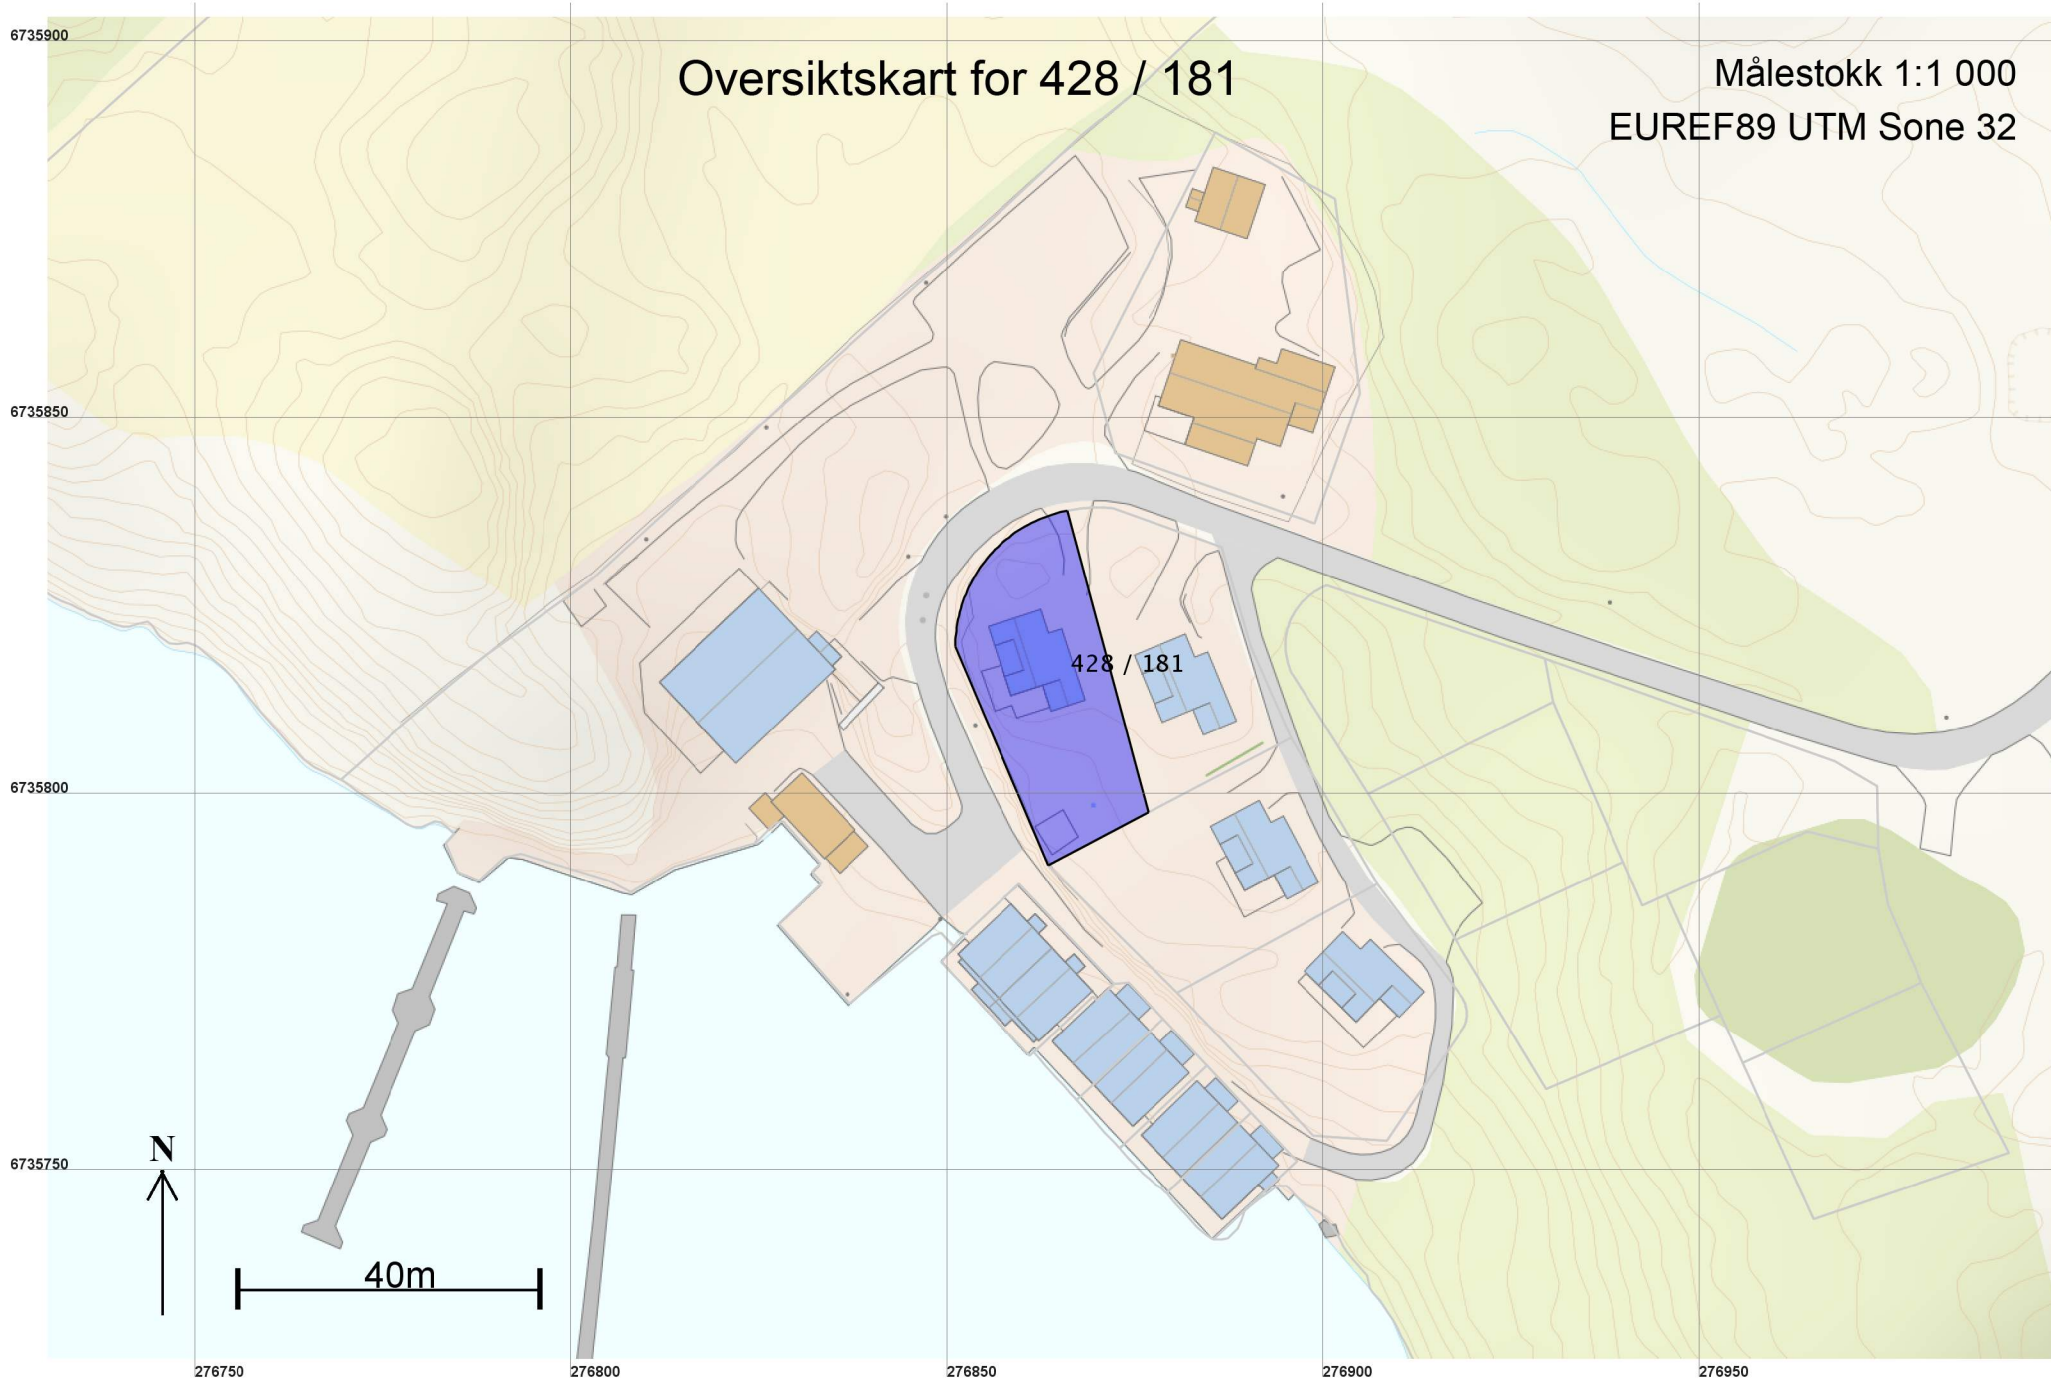 Oversiktskart for 428 / 181
Målestokk 1:1 000
EUREF89 UTM Sone 32
6735900
6735850
428 / 181
6735800
N
6735750
40m
276750
276800
276850
276900
276950